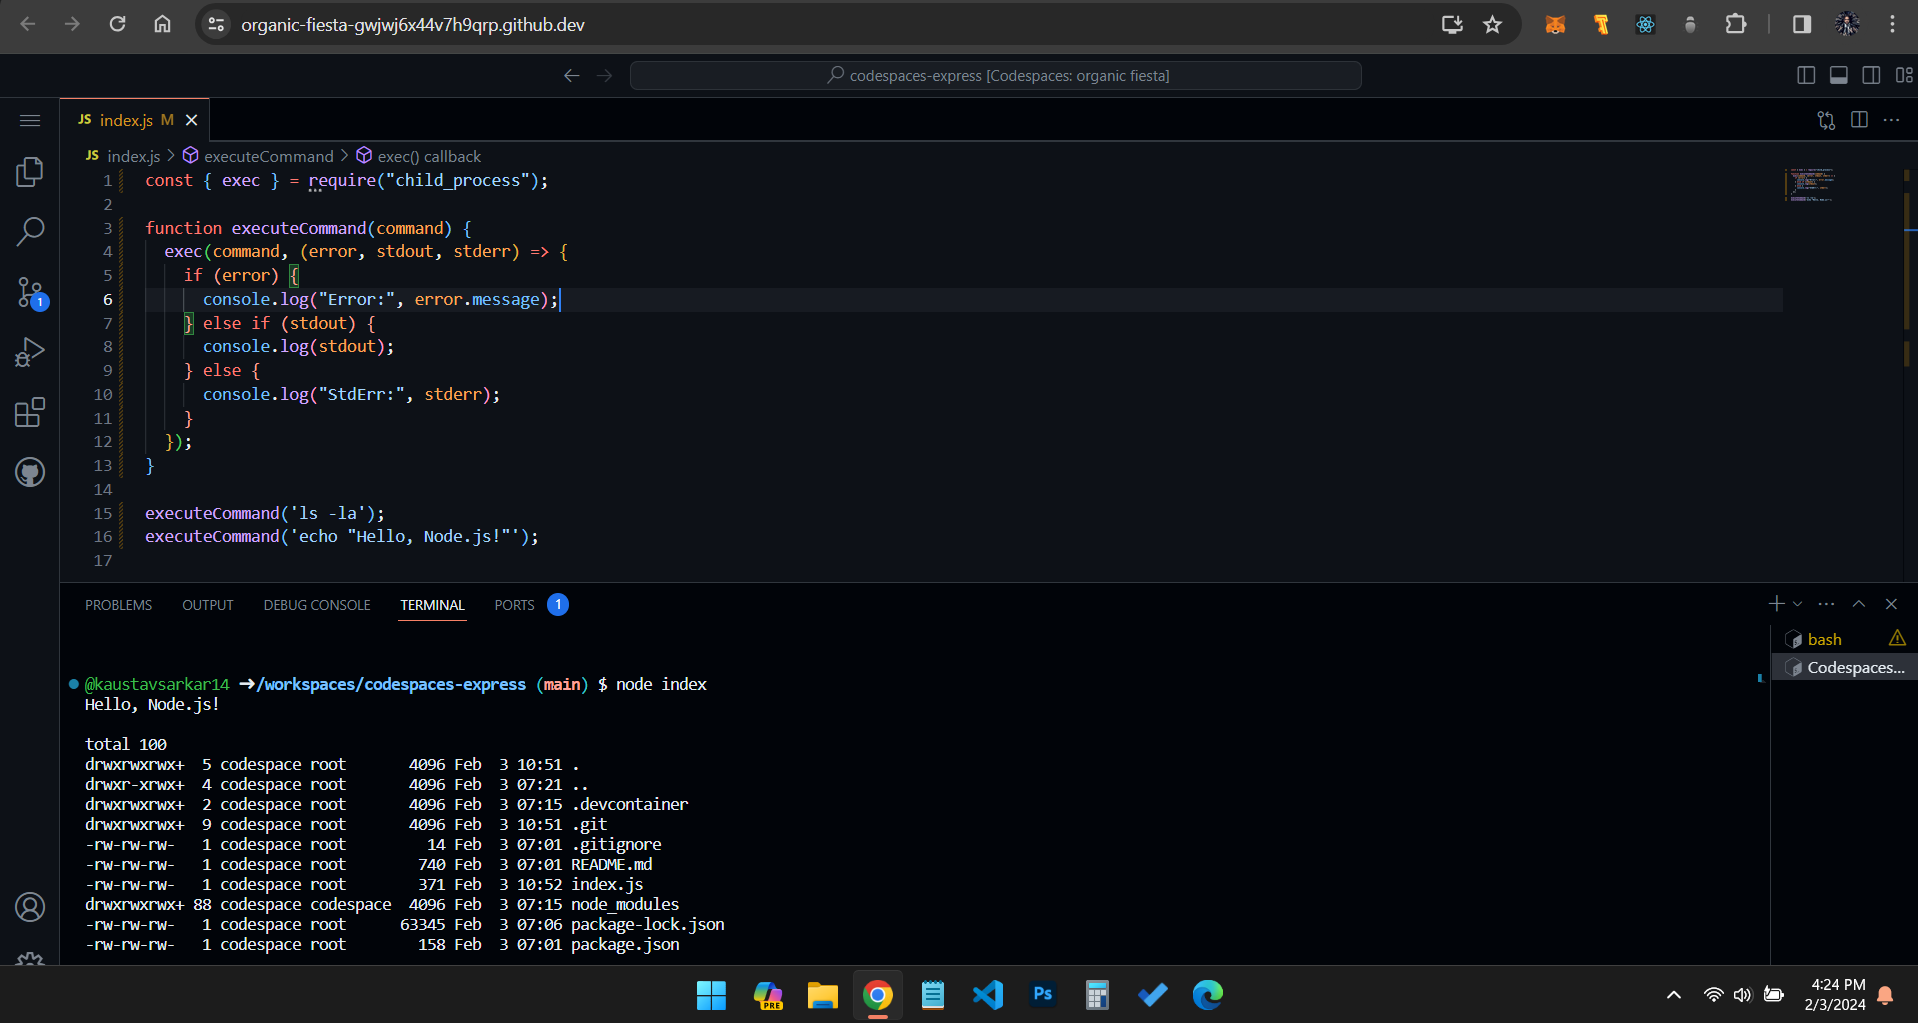 organic-fiesta-gwjwj6x44v7h9qrp.github.dev
codespaces-express [Codespaces: organic fiesta]
JS index.js M
JS index.js > executeCommand > exec() callback
1 const { exec } = require("child_process");
2
3 function executeCommand(command) {
4 exec(command, (error, stdout, stderr) => {
5 if (error) {
6 console.log("Error:", error.message);
7 } else if (stdout) {
8 console.log(stdout);
9 } else {
10 console.log("StdErr:", stderr);
11 }
12 });
13 }
14
15 executeCommand('ls -la');
16 executeCommand('echo "Hello, Node.js!"');
17
1
PROBLEMS OUTPUT DEBUG CONSOLE TERMINAL PORTS 1
bash
Codespaces...
@kaustavsarkar14 ➜/workspaces/codespaces-express (main) $ node index
Hello, Node.js!
total 100
drwxrwxrwx+ 5 codespace root 4096 Feb 3 10:51 .
drwxr-xrwx+ 4 codespace root 4096 Feb 3 07:21 ..
drwxrwxrwx+ 2 codespace root 4096 Feb 3 07:15 .devcontainer
drwxrwxrwx+ 9 codespace root 4096 Feb 3 10:51 .git
-rw-rw-rw- 1 codespace root 14 Feb 3 07:01 .gitignore
-rw-rw-rw- 1 codespace root 740 Feb 3 07:01 README.md
-rw-rw-rw- 1 codespace root 371 Feb 3 10:52 index.js
drwxrwxrwx+ 88 codespace codespace 4096 Feb 3 07:15 node_modules
-rw-rw-rw- 1 codespace root 63345 Feb 3 07:06 package-lock.json
-rw-rw-rw- 1 codespace root 158 Feb 3 07:01 package.json
PRE
Ps
4:24 PM
2/3/2024